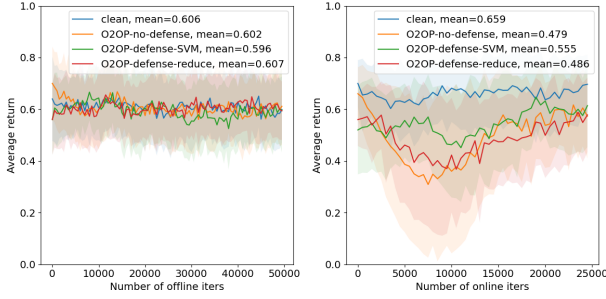 clean, mean=0.606
O2OP-no-defense, mean=0.602
O2OP-defense-SVM, mean=0.596
O2OP-defense-reduce, mean=0.607
1.0
0.8
0.6
0.4
0.2
0.0
Average return
0
10000
20000
30000
40000
50000
Number of offline iters
clean, mean=0.659
O2OP-no-defense, mean=0.479
O2OP-defense-SVM, mean=0.555
O2OP-defense-reduce, mean=0.486
1.0
0.8
0.6
0.4
0.2
0.0
Average return
0
5000
10000
15000
20000
25000
Number of online iters